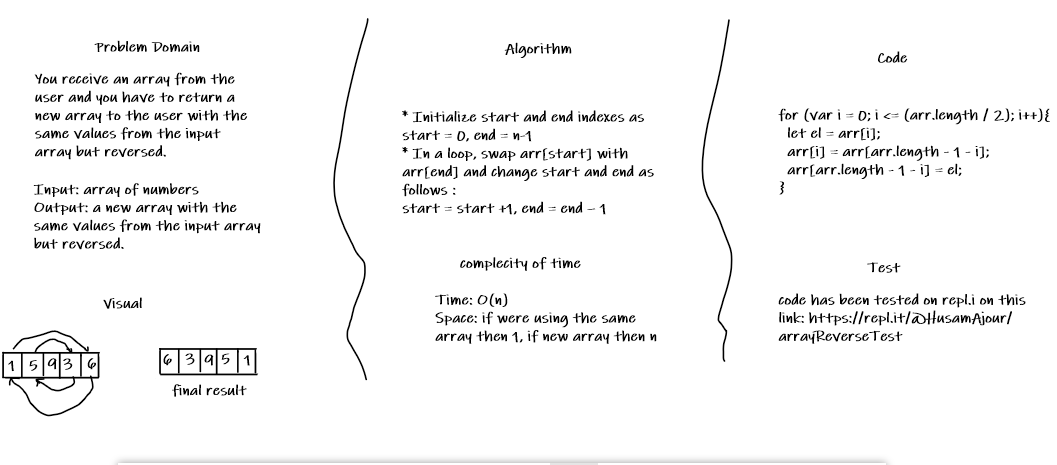 Problem Domain
You receive an array from the
user and you have to return a
new array to the user with the
same values from the input
array but reversed.
Input: array of numbers
Output: a new array with the
same values from the input array
but reversed.
Visual
1 5 9 3 6
6 3 9 5 1
final result
Algorithm
* Initialize start and end indexes as
start = 0, end = n-1
* In a loop, swap arr[start] with
arr[end] and change start and end as
follows :
start = start +1, end = end - 1
complecity of time
Time: O(n)
Space: if were using the same
array then 1, if new array then n
Code
for (var i = 0; i <= (arr.length / 2); i++){
let el = arr[i];
arr[i] = arr[arr.length - 1 - i];
arr[arr.length - 1 - i] = el;
}
Test
code has been tested on repl.i on this
link: https://repl.it/@HusamAjour/
arrayReverseTest